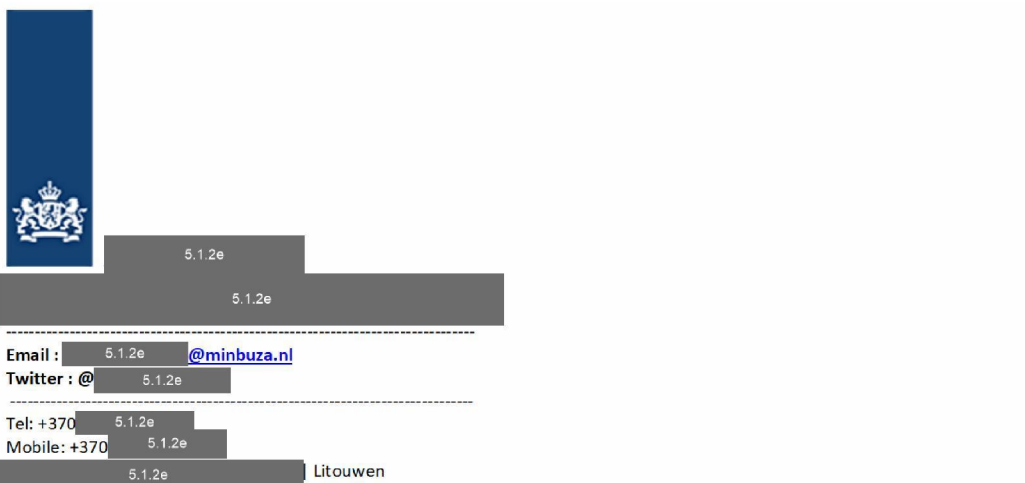 5.1.2e
5.1.2e
--------------------------------------------------------------------------------
Email : 5.1.2e @minbuza.nl
Twitter : @ 5.1.2e
--------------------------------------------------------------------------------
Tel: +370 5.1.2e
Mobile: +370 5.1.2e
5.1.2e | Litouwen